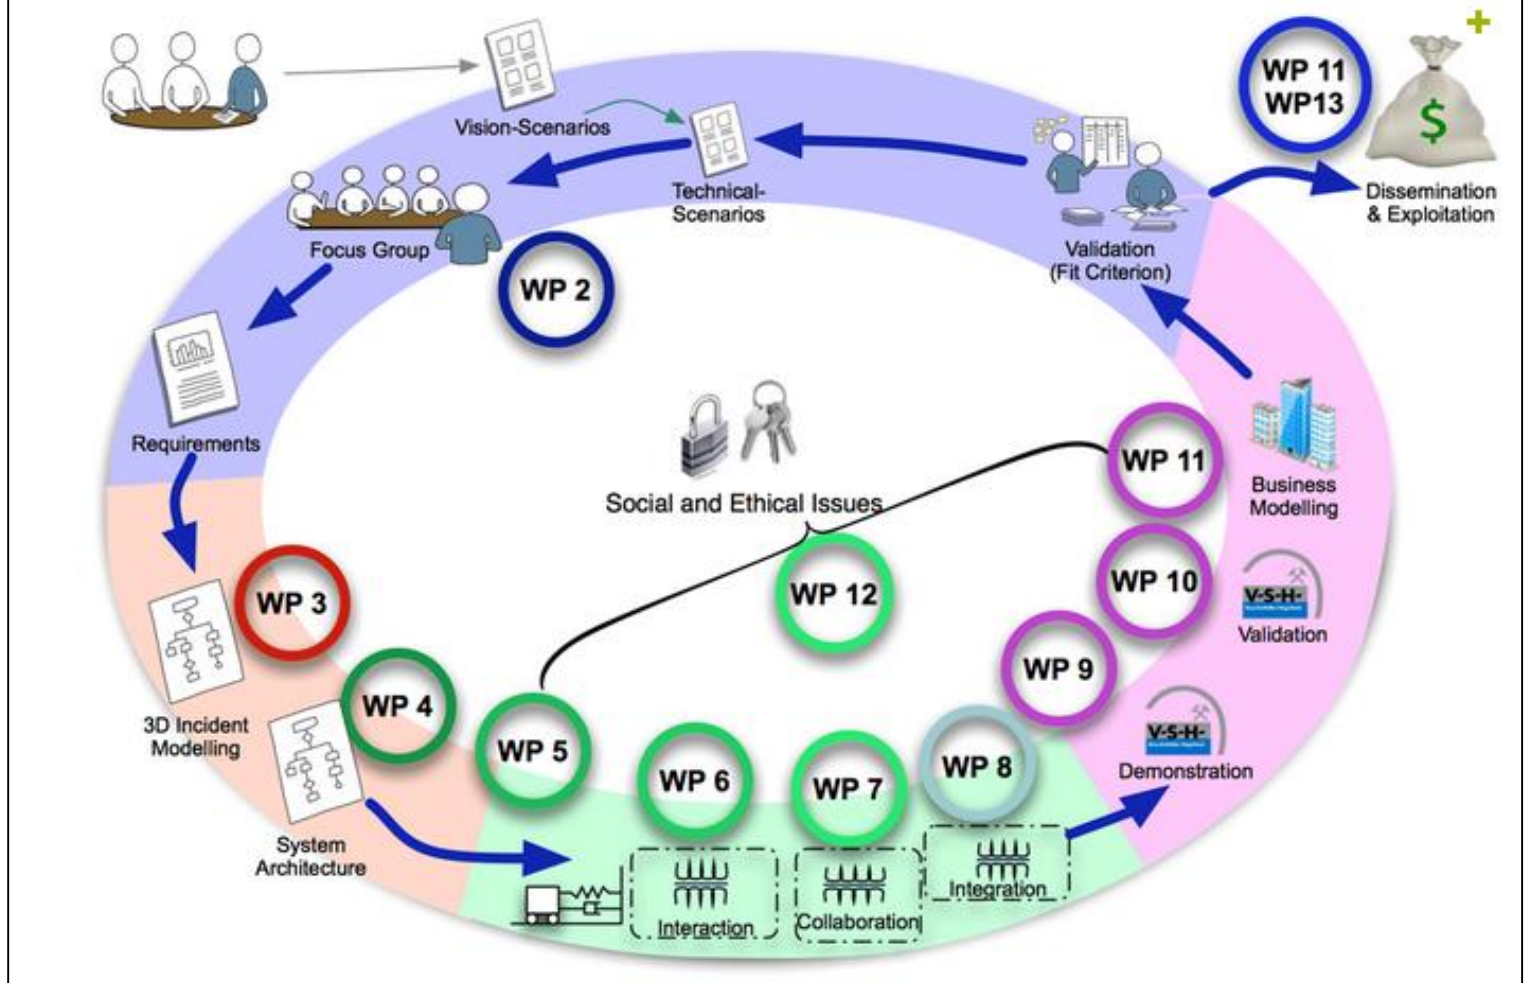 WP 11
WP13
$
Vision-Scenarios
Technical-
Scenarios
Dissemination
& Exploitation
Focus Group
Validation
(Fit Criterion)
WP 2
Requirements
Social and Ethical Issues
WP 11
Business
Modelling
WP 10
WP 12
WP 3
V-S-H-
Validation
WP 9
WP 4
3D Incident
Modelling
WP 5
WP 6
WP 7
WP 8
V-S-H-
Demonstration
System
Architecture
Integration
Interaction
Collaboration